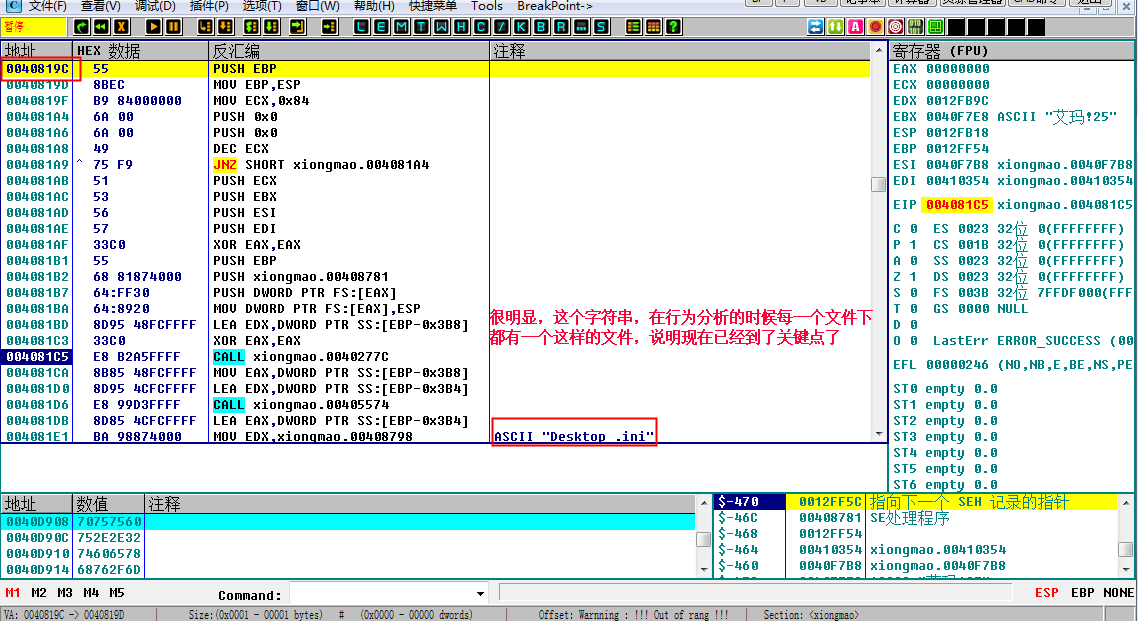 文件(F) 查看(V) 调试(D) 插件(P) 选项(T) 窗口(W) 帮助(H) 快捷菜单 Tools BreakPoint->
暂停
L E M T W H C / K B R ... S
地址 HEX 数据 反汇编 注释
0040819C 55 PUSH EBP
0040819D 8BEC MOV EBP,ESP
0040819F B9 84000000 MOV ECX,0x84
004081A4 6A 00 PUSH 0x0
004081A6 6A 00 PUSH 0x0
004081A8 49 DEC ECX
004081A9 ^ 75 F9 JNZ SHORT xiongmao.004081A4
004081AB 51 PUSH ECX
004081AC 53 PUSH EBX
004081AD 56 PUSH ESI
004081AE 57 PUSH EDI
004081AF 33C0 XOR EAX,EAX
004081B1 55 PUSH EBP
004081B2 68 81874000 PUSH xiongmao.00408781
004081B7 64:FF30 PUSH DWORD PTR FS:[EAX]
004081BA 64:8920 MOV DWORD PTR FS:[EAX],ESP
004081BD 8D95 48FCFFFF LEA EDX,DWORD PTR SS:[EBP-0x3B8]
004081C3 33C0 XOR EAX,EAX
004081C5 E8 B2A5FFFF CALL xiongmao.0040277C
004081CA 8B85 48FCFFFF MOV EAX,DWORD PTR SS:[EBP-0x3B8]
004081D0 8D95 4CFCFFFF LEA EDX,DWORD PTR SS:[EBP-0x3B4]
004081D6 E8 99D3FFFF CALL xiongmao.00405574
004081DB 8D85 4CFCFFFF LEA EAX,DWORD PTR SS:[EBP-0x3B4]
004081E1 BA 98874000 MOV EDX,xiongmao.00408798 ASCII "Desktop_.ini"
很明显，这个字符串，在行为分析的时候每一个文件下
都有一个这样的文件，说明现在已经到了关键点了
寄存器 (FPU)
EAX 00000000
ECX 00000000
EDX 0012FB9C
EBX 0040F7E8 ASCII "艾玛!25"
ESP 0012FB18
EBP 0012FF54
ESI 0040F7B8 xiongmao.0040F7B8
EDI 00410354 xiongmao.00410354
EIP 004081C5 xiongmao.004081C5
C 0 ES 0023 32位 0(FFFFFFFF)
P 1 CS 001B 32位 0(FFFFFFFF)
A 0 SS 0023 32位 0(FFFFFFFF)
Z 1 DS 0023 32位 0(FFFFFFFF)
S 0 FS 003B 32位 7FFDF000(FFF
T 0 GS 0000 NULL
D 0
O 0 LastErr ERROR_SUCCESS (00
EFL 00000246 (NO,NB,E,BE,NS,PE
ST0 empty 0.0
ST1 empty 0.0
ST2 empty 0.0
ST3 empty 0.0
ST4 empty 0.0
ST5 empty 0.0
ST6 empty 0.0
地址 数值 注释
0040D908 70757560
0040D90C 752E2E32
0040D910 74606578
0040D914 68762F6D
$-470 0012FF5C 指向下一个 SEH 记录的指针
$-46C 00408781 SE处理程序
$-468 0012FF54
$-464 00410354 xiongmao.00410354
$-460 0040F7B8 xiongmao.0040F7B8
M1 M2 M3 M4 M5 Command: ESP EBP NONE
VA: 0040819C -> 0040819D Size:(0x0001 - 00001 bytes) # (0x0000 - 00000 dwords) Offset: Warnning : !!! Out of rang !!! Section: <xiongmao>